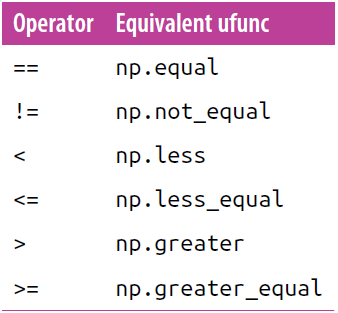 Operator Equivalent ufunc
== np.equal
!= np.not_equal
< np.less
<= np.less_equal
> np.greater
>= np.greater_equal